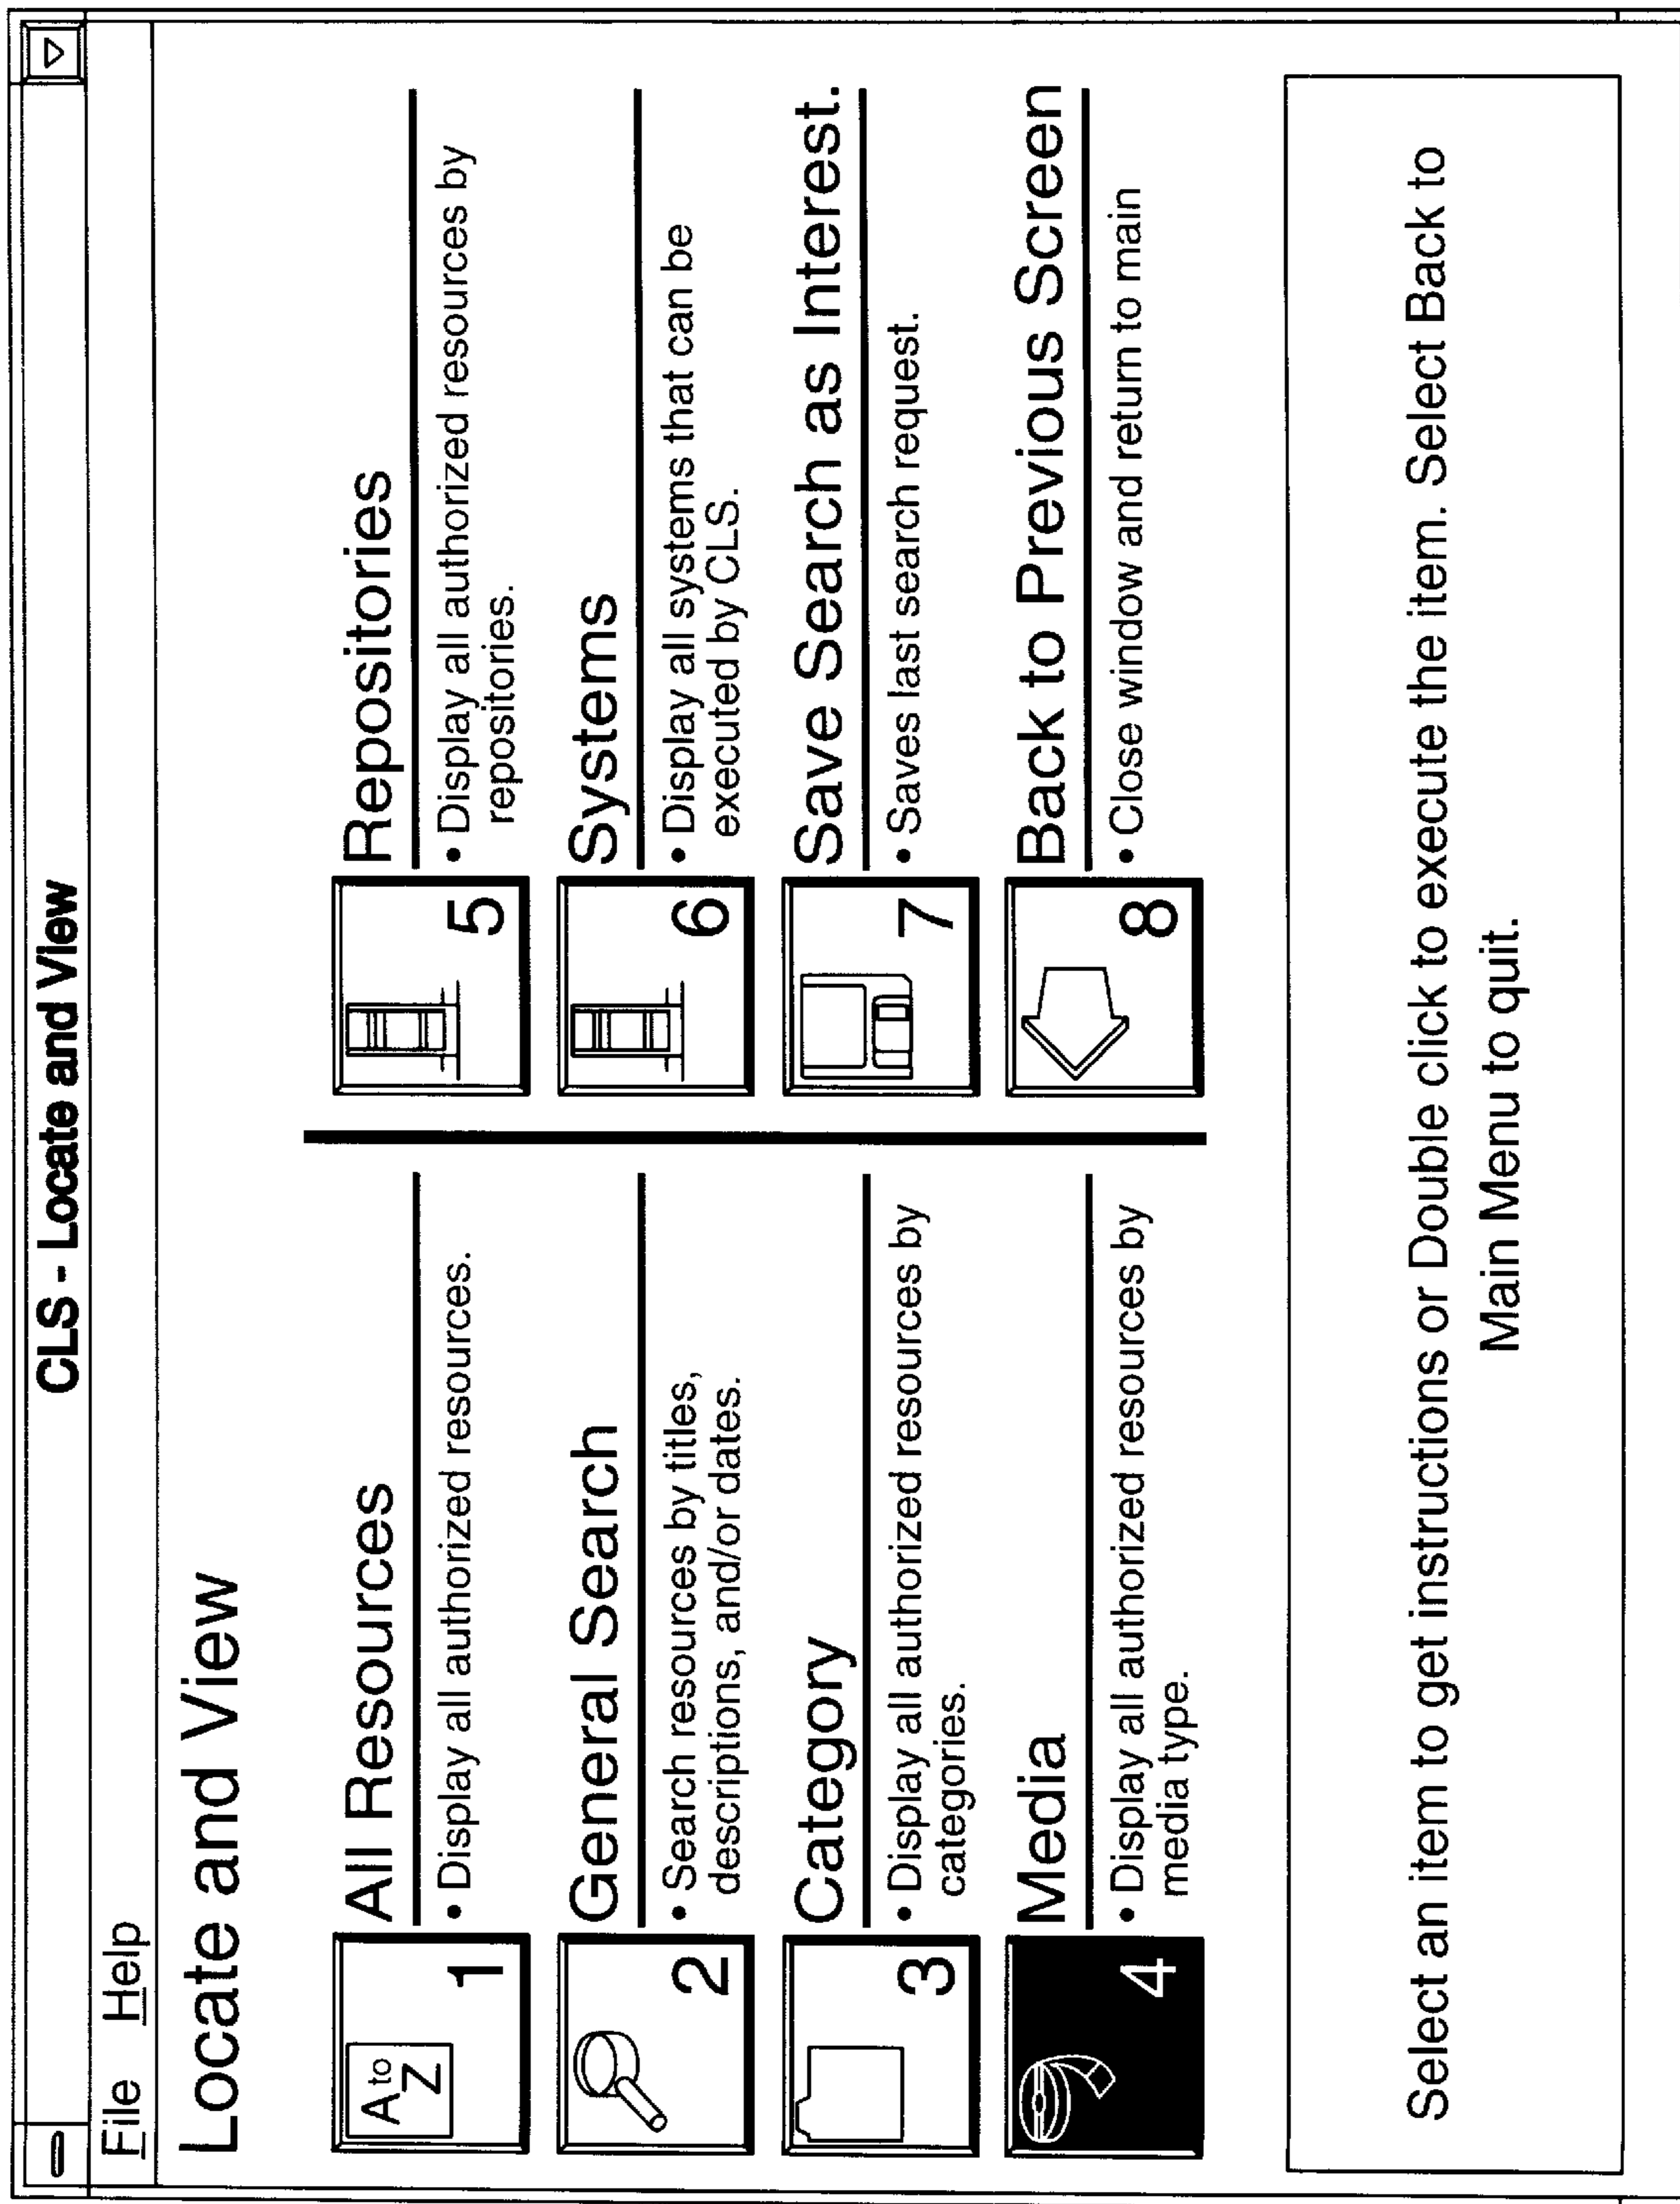 CLS - Locate and View
File Help
Locate and View
A to
Z
1
All Resources
• Display all authorized resources.
2
General Search
• Search resources by titles,
descriptions, and/or dates.
3
Category
• Display all authorized resources by
categories.
4
Media
• Display all authorized resources by
media type.
5
Repositories
• Display all authorized resources by
repositories.
6
Systems
• Display all systems that can be
executed by CLS.
7
Save Search as Interest.
• Saves last search request.
8
Back to Previous Screen
• Close window and return to main
Select an item to get instructions or Double click to execute the item. Select Back to
Main Menu to quit.